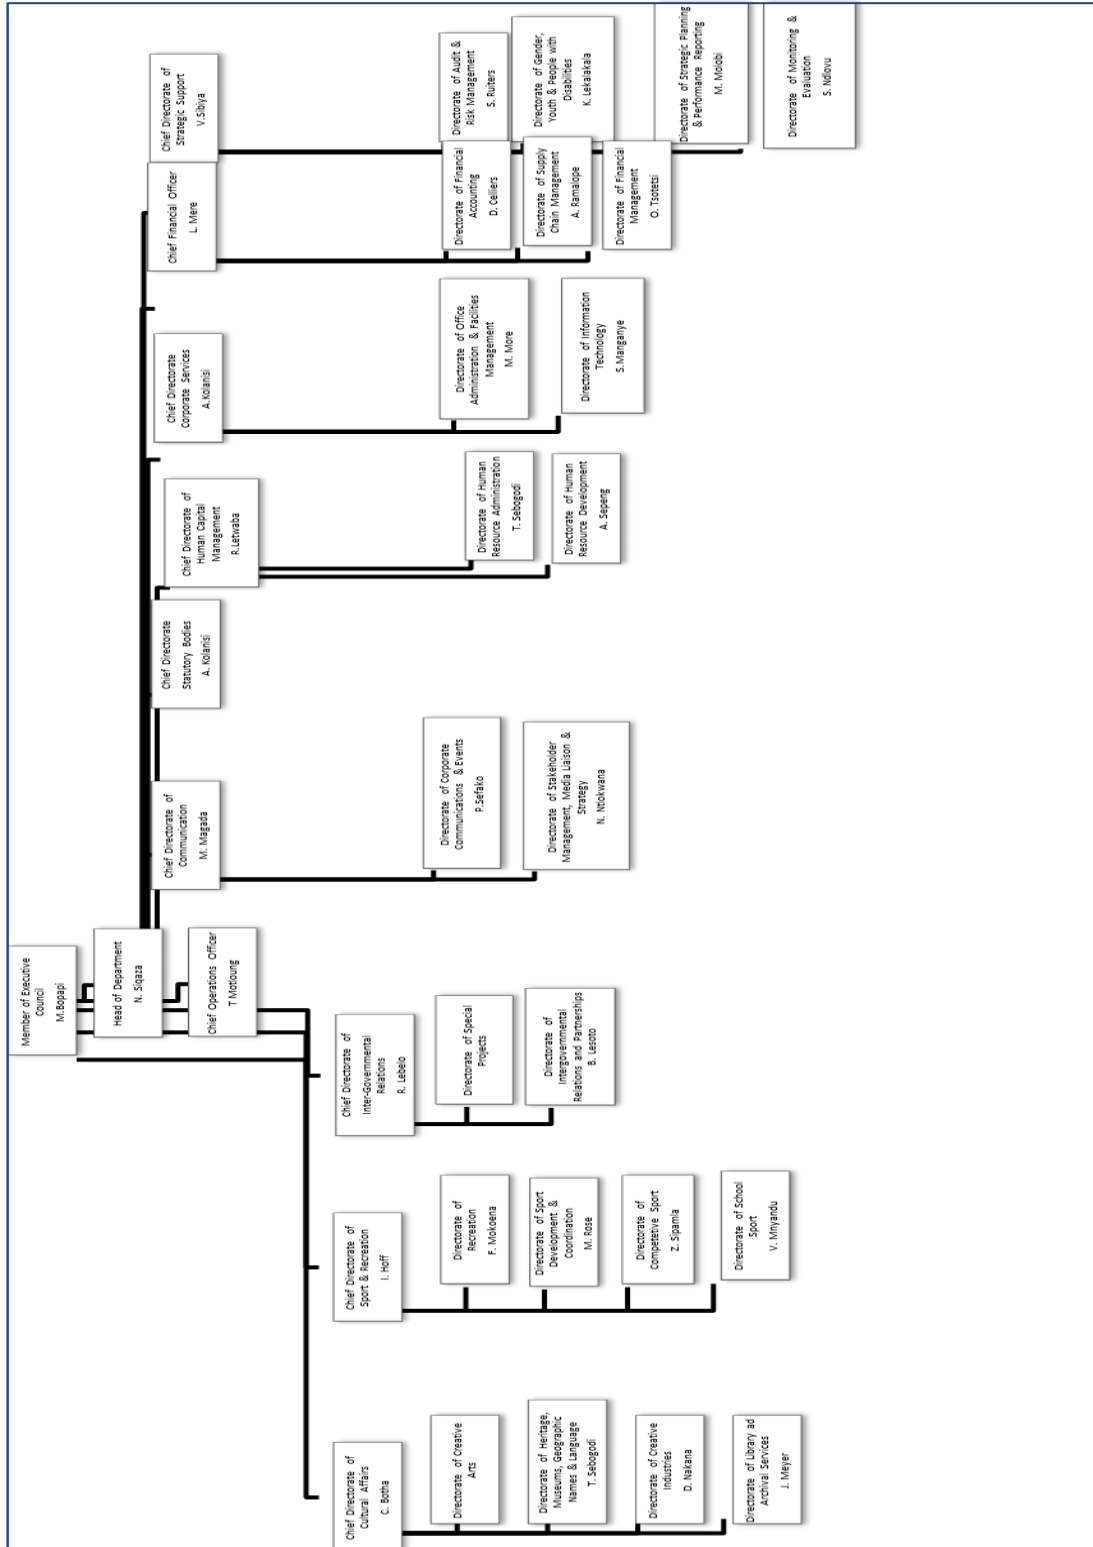 Member of Executive
Council
M.Bopapi
Head of Department
N. Siqaza
Chief Operations Officer
T Motloung
Chief Directorate of
Cultural Affairs
C. Botha
Directorate of Creative
Arts
Directorate of Heritage,
Museums, Geographic
Names & Language
T. Sebogodi
Directorate of Creative
Industries
D. Nakana
Directorate of Library ad
Archival Services
J. Meyer
Chief Directorate of
Sport & Recreation
I. Hoff
Directorate of
Recreation
F. Mokoena
Directorate of Sport
Development &
Coordination
M. Rose
Directorate of
Competetive Sport
Z. Sipamla
Directorate of School
Sport
V. Mnyandu
Chief Directorate of
Inter-Governmental
Relations
R. Lebelo
Directorate of Special
Projects
Directorate of
Intergovernmental
Relations and Partnerships
B. Lesoto
Chief Directorate of
Communication
M. Magada
Directorate of Corporate
Communications & Events
P.Sefako
Directorate of Stakeholder
Management, Media Liaison &
Strategy
N. Ntlokwana
Chief Directorate
Statutory Bodies
A. Kolanisi
Chief Directorate of
Human Capital
Management
R.Letwaba
Directorate of Human
Resource Administration
T. Sebogodi
Directorate of Human
Resource Development
A. Sepeng
Chief Directorate
Corporate Services
A.Kolanisi
Directorate of Office
Administration & Facilities
Management
M. More
Directorate of Information
Technology
S.Manganye
Chief Financial Officer
L. Mere
Directorate of Financial
Accounting
D. Celliers
Directorate of Supply
Chain Management
A. Ramalope
Directorate of Financial
Management
O. Tsotetsi
Chief Directorate of
Strategic Support
V.Sibiya
Directorate of Audit &
Risk Management
S. Ruiters
Directorate of Gender,
Youth & People with
Disabilities
K. Lekalakala
Directorate of Strategic Planning
& Performance Reporting
M. Molobi
Directorate of Monitoring &
Evaluation
S. Ndlovu